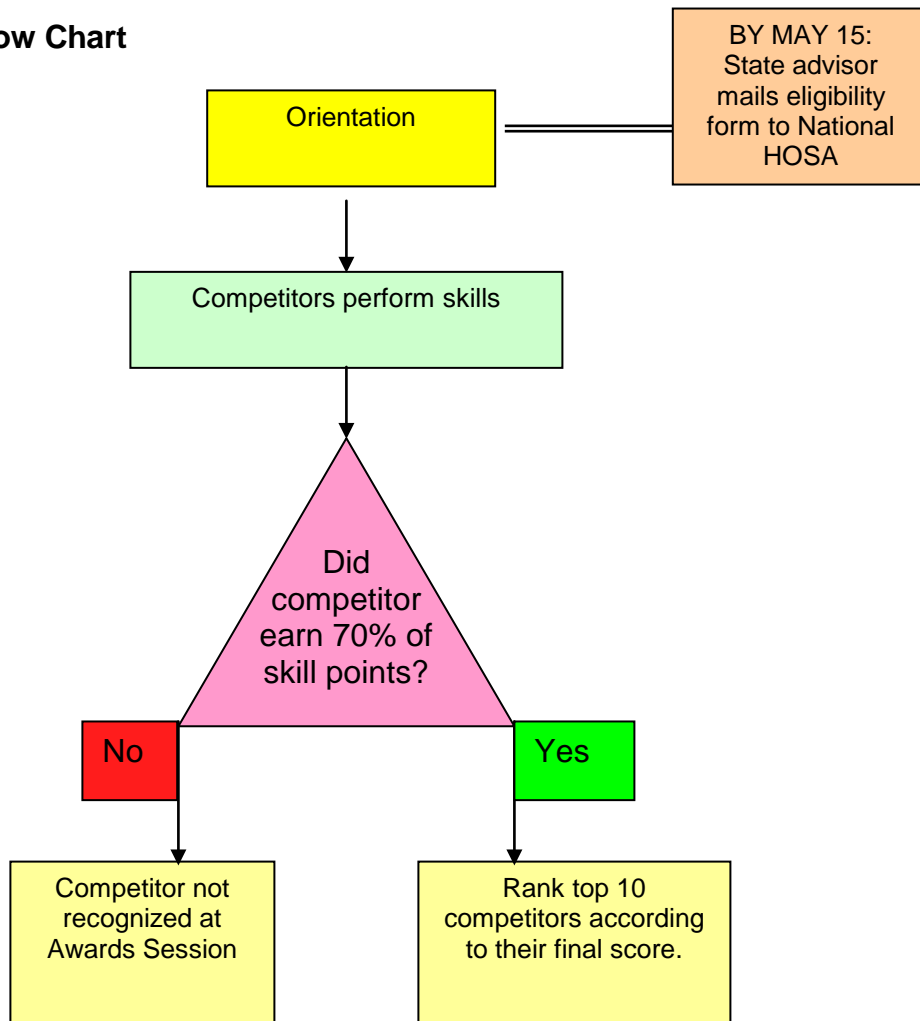 ow Chart
BY MAY 15:
State advisor
mails eligibility
form to National
HOSA
Orientation
Competitors perform skills
Did
competitor
earn 70% of
skill points?
No
Yes
Competitor not
recognized at
Awards Session
Rank top 10
competitors according
to their final score.